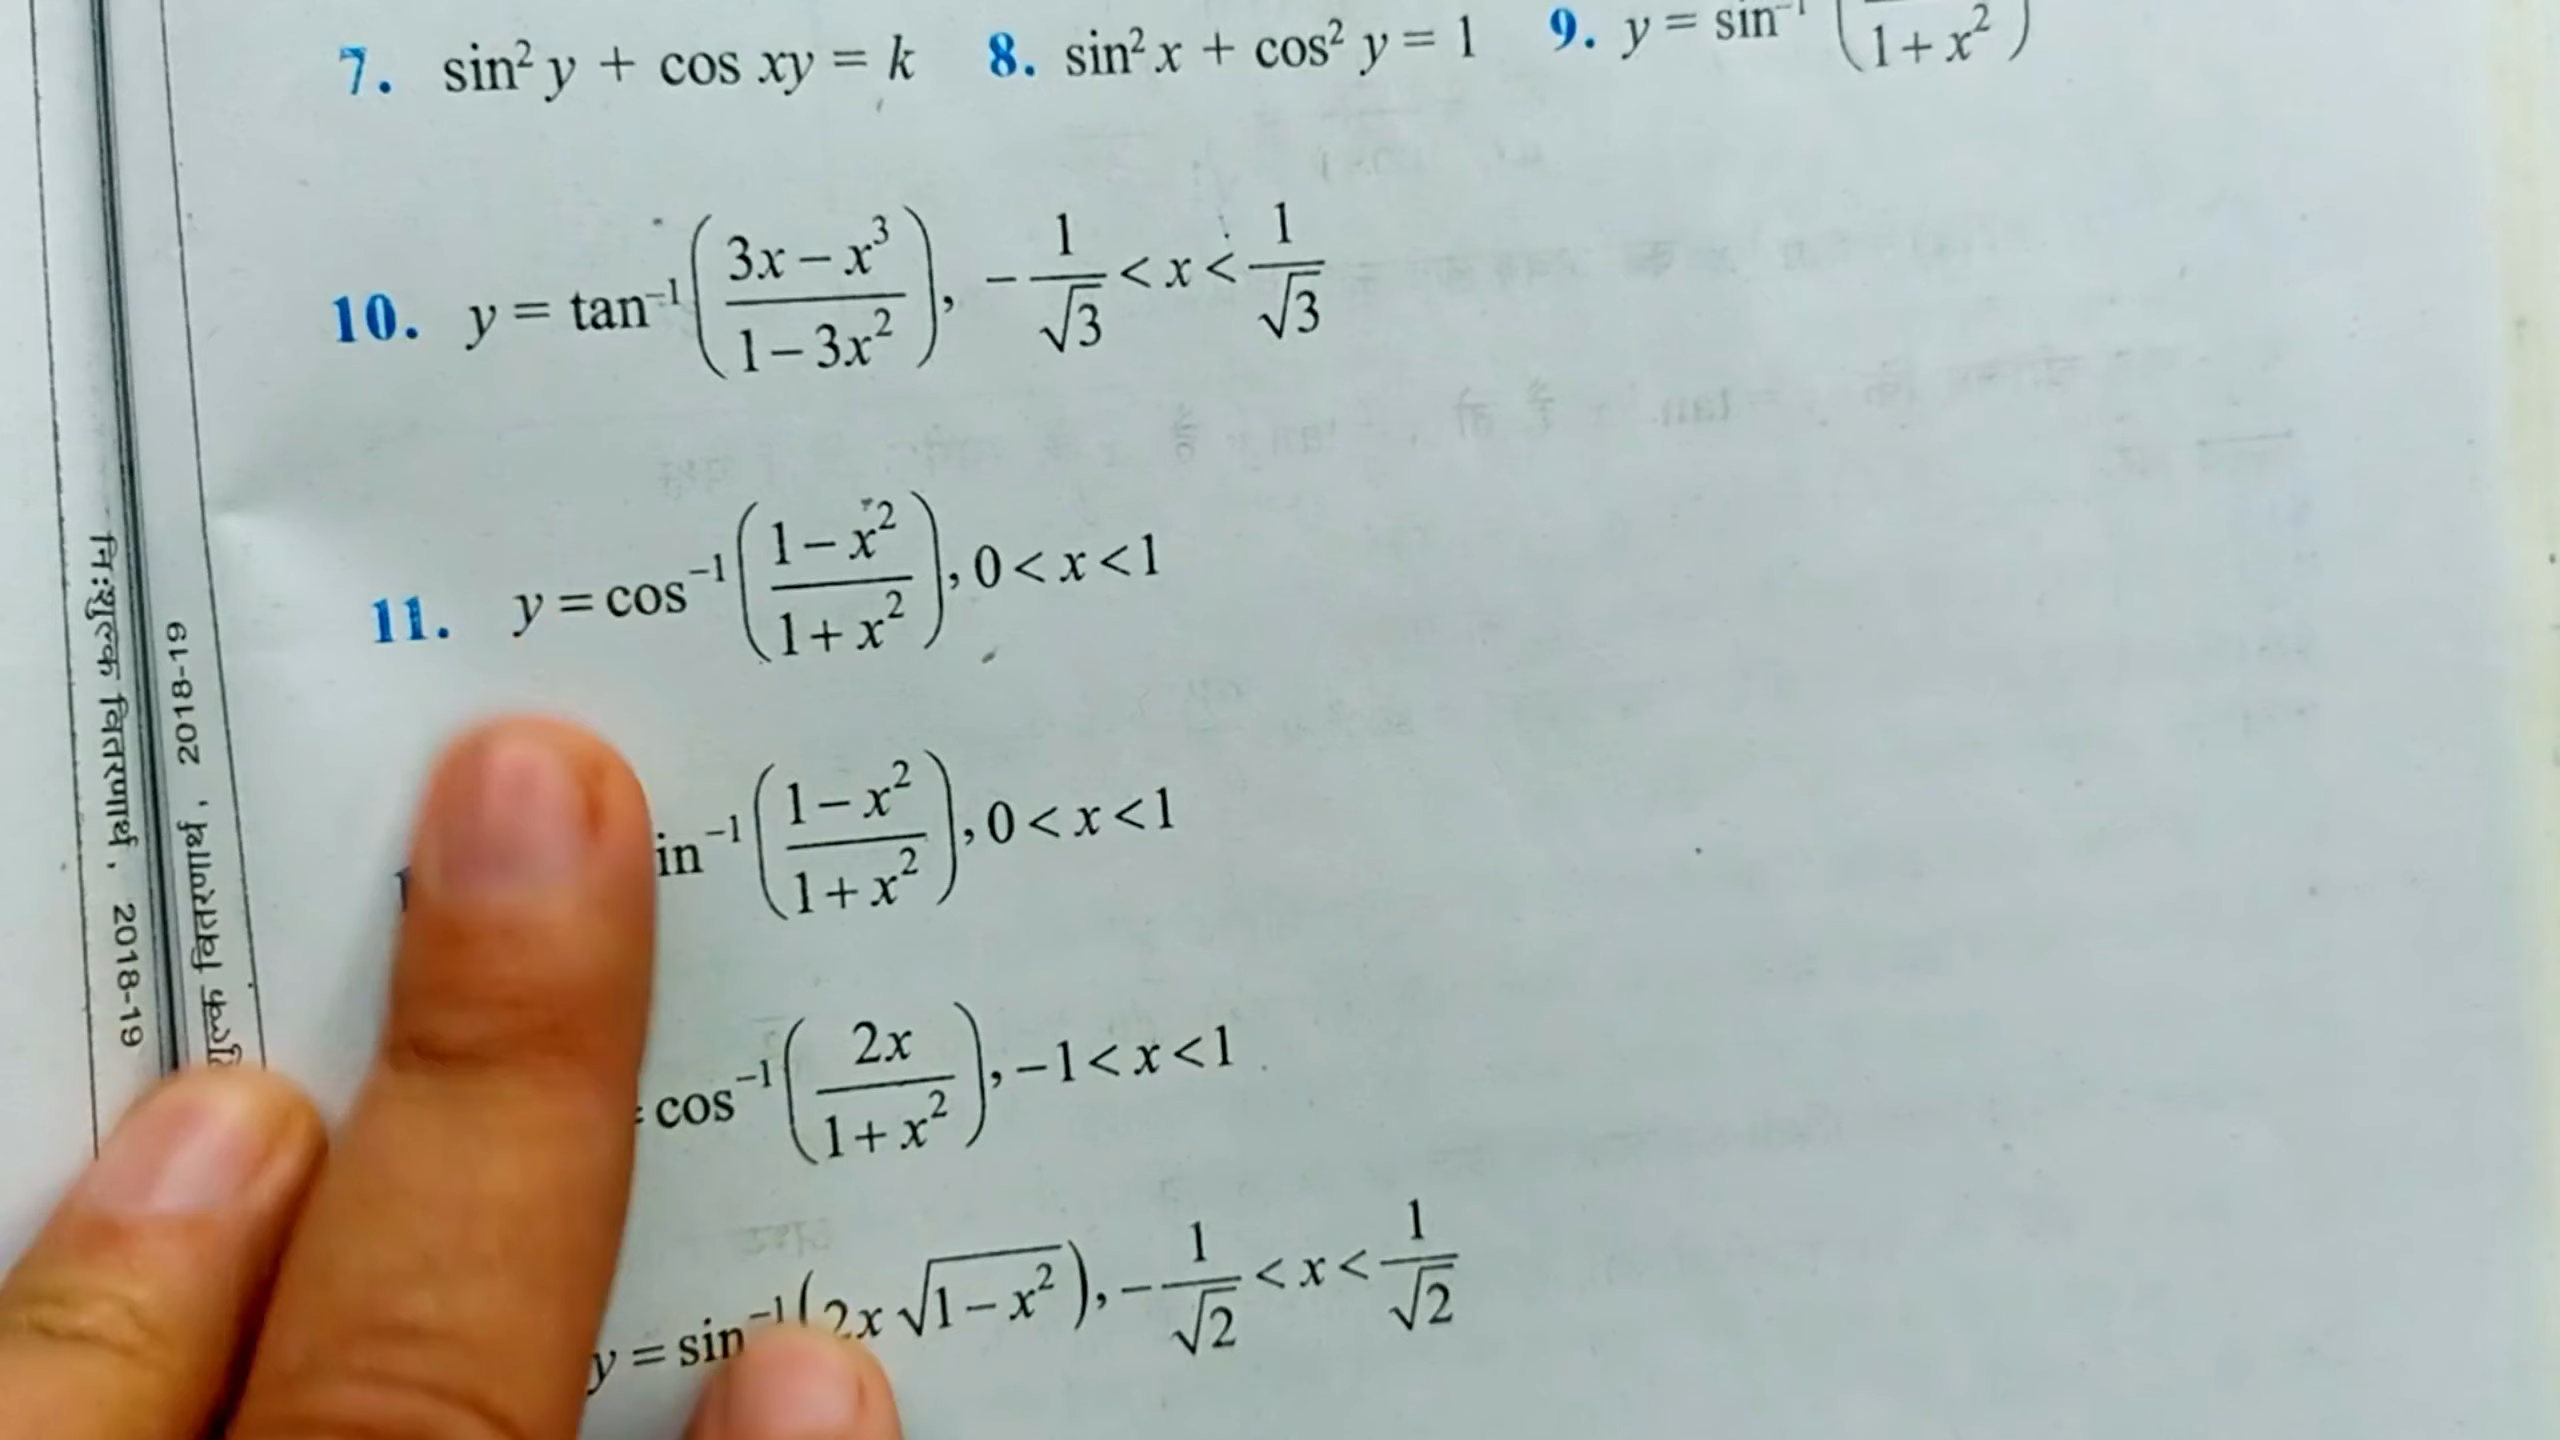 7. sin² y + cos xy = k 8. sin² x + cos² y = 1 9. y = sin⁻¹ ( / 1 + x² )
10. y = tan⁻¹ ( 3x − x³ / 1 − 3x² ), − 1/√3 < x < 1/√3
11. y = cos⁻¹ ( 1 − x² / 1 + x² ), 0 < x < 1
in⁻¹ ( 1 − x² / 1 + x² ), 0 < x < 1
= cos⁻¹ ( 2x / 1 + x² ), −1 < x < 1
y = sin⁻¹ ( 2x √1 − x² ), − 1/√2 < x < 1/√2
निःशुल्क वितरणार्थ, 2018-19
वितरणार्थ, 2018-19